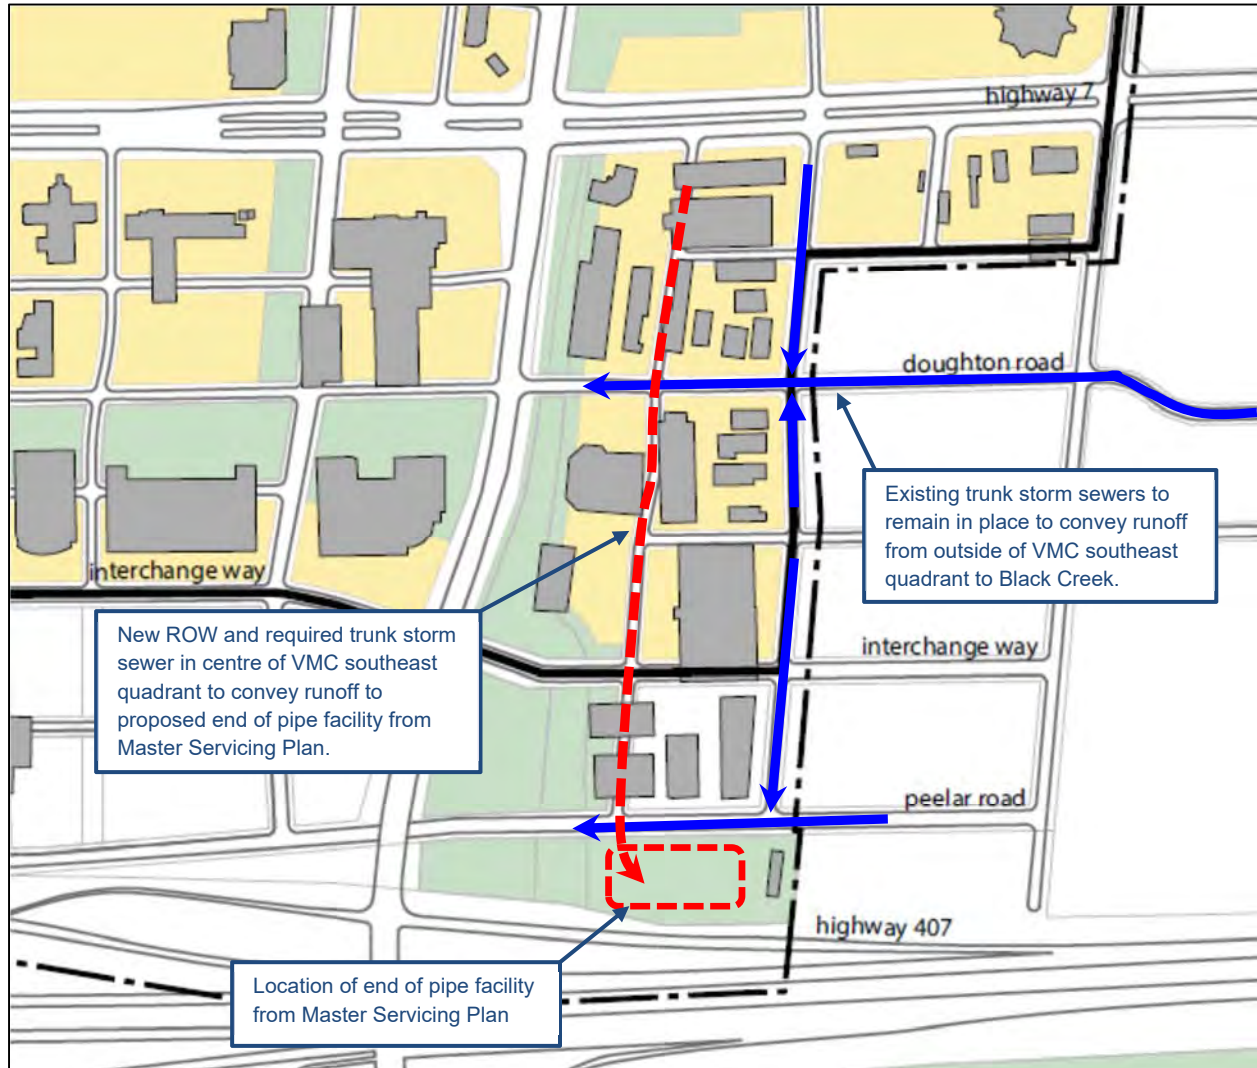 highway 7
doughton road
Existing trunk storm sewers to
remain in place to convey runoff
from outside of VMC southeast
quadrant to Black Creek.
interchange way
New ROW and required trunk storm
sewer in centre of VMC southeast
quadrant to convey runoff to
proposed end of pipe facility from
Master Servicing Plan.
interchange way
peelar road
highway 407
Location of end of pipe facility
from Master Servicing Plan